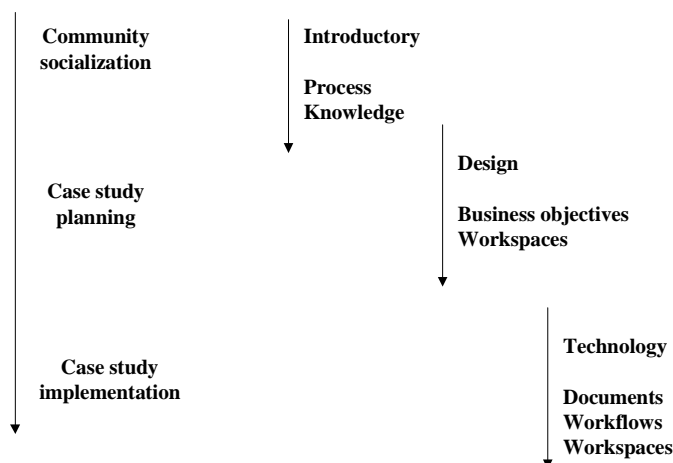 Community
socialization
Introductory
Process
Knowledge
Design
Case study
planning
Business objectives
Workspaces
Technology
Case study
implementation
Documents
Workflows
Workspaces